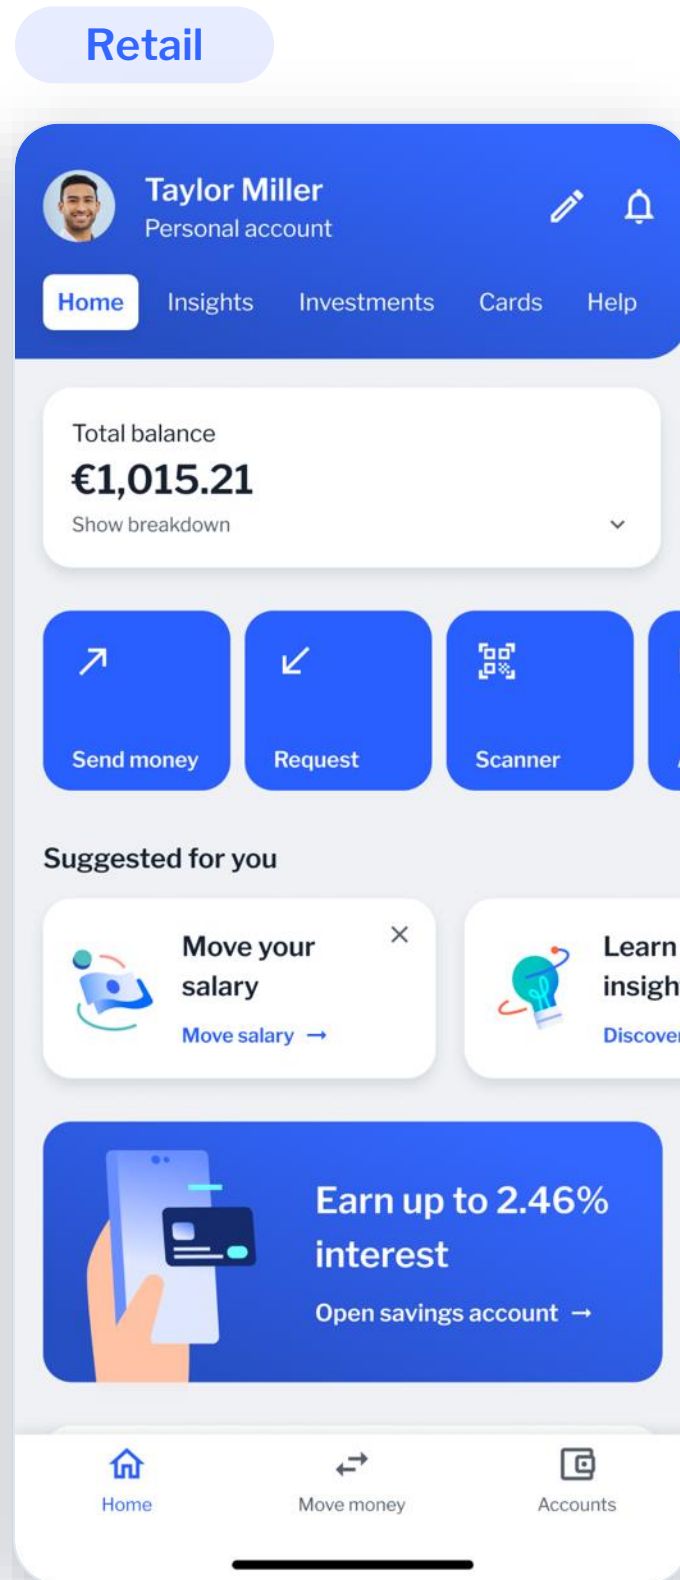 Retail
Taylor Miller
Personal account
Home Insights Investments Cards Help
Total balance
€1,015.21
Show breakdown
Send money Request Scanner
Suggested for you
Move your
salary
Move salary →
Learn
Discover
Earn up to 2.46%
interest
Open savings account →
Home Move money Accounts